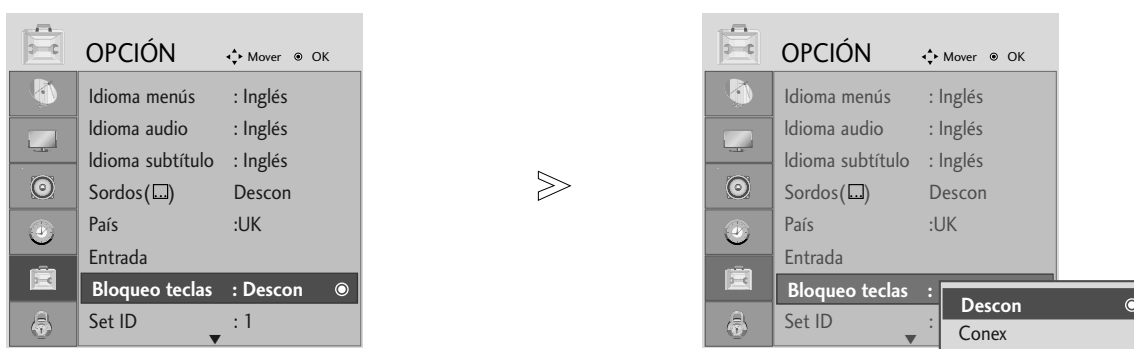 OPCIÓN Mover OK
Idioma menús : Inglés
Idioma audio : Inglés
Idioma subtítulo : Inglés
Sordos( ) Descon
País :UK
Entrada
Bloqueo teclas : Descon
Set ID : 1
OPCIÓN Mover OK
Idioma menús : Inglés
Idioma audio : Inglés
Idioma subtítulo : Inglés
Sordos( ) Descon
País :UK
Entrada
Bloqueo teclas :
Set ID :
Descon
Conex